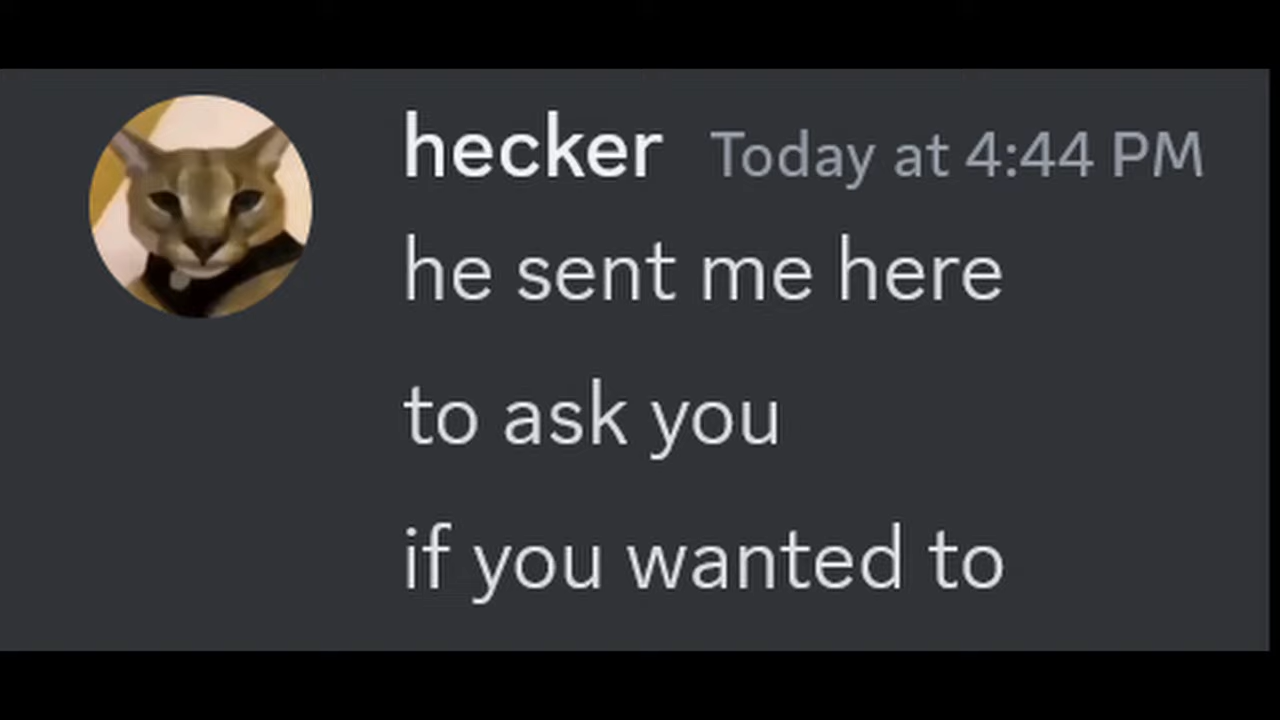 hecker Today at 4:44 PM
he sent me here
to ask you
if you wanted to